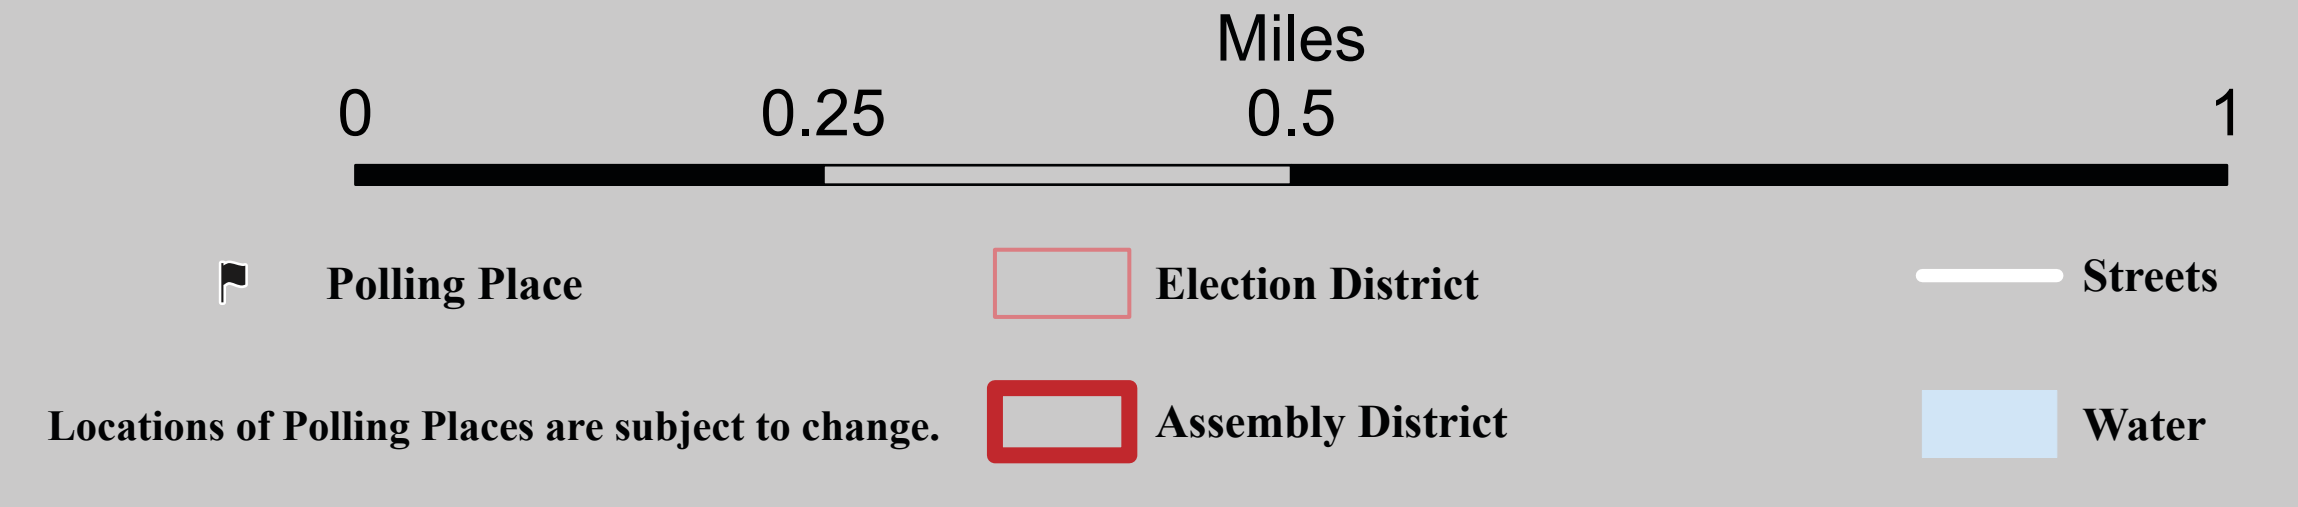 Miles
0 0.25 0.5 1
Polling Place
Election District
Streets
Locations of Polling Places are subject to change.
Assembly District
Water